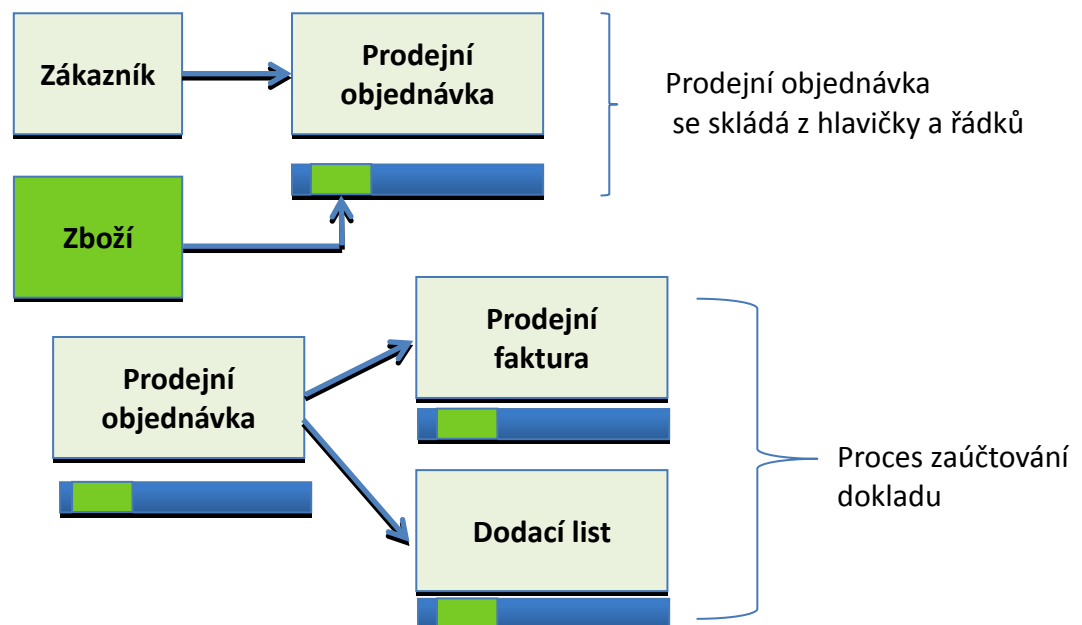 Zákazník
Prodejní
objednávka
Prodejní objednávka
se skládá z hlavičky a řádků
Zboží
Prodejní
objednávka
Prodejní
faktura
Dodací list
Proces zaúčtování
dokladu